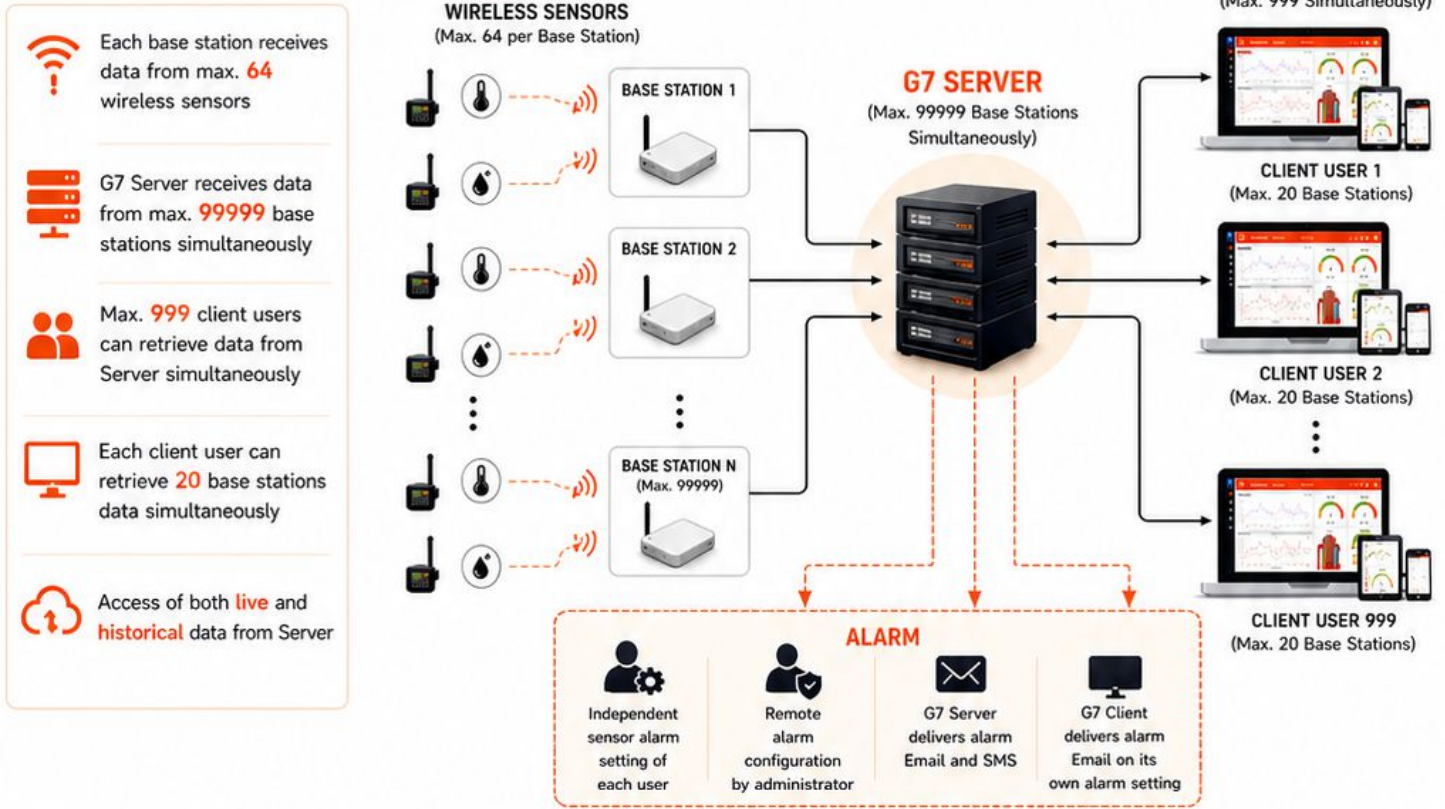 Each base station receives
data from max. 64
wireless sensors
G7 Server receives data
from max. 99999 base
stations simultaneously
Max. 999 client users
can retrieve data from
Server simultaneously
Each client user can
retrieve 20 base stations
data simultaneously
Access of both live and
historical data from Server
WIRELESS SENSORS
(Max. 64 per Base Station)
BASE STATION 1
BASE STATION 2
BASE STATION N
(Max. 99999)
G7 SERVER
(Max. 99999 Base Stations
Simultaneously)
(Max. 999 Simultaneously)
CLIENT USER 1
(Max. 20 Base Stations)
CLIENT USER 2
(Max. 20 Base Stations)
CLIENT USER 999
(Max. 20 Base Stations)
ALARM
Independent
sensor alarm
setting of
each user
Remote
alarm
configuration
by administrator
G7 Server
delivers alarm
Email and SMS
G7 Client
delivers alarm
Email on its
own alarm setting